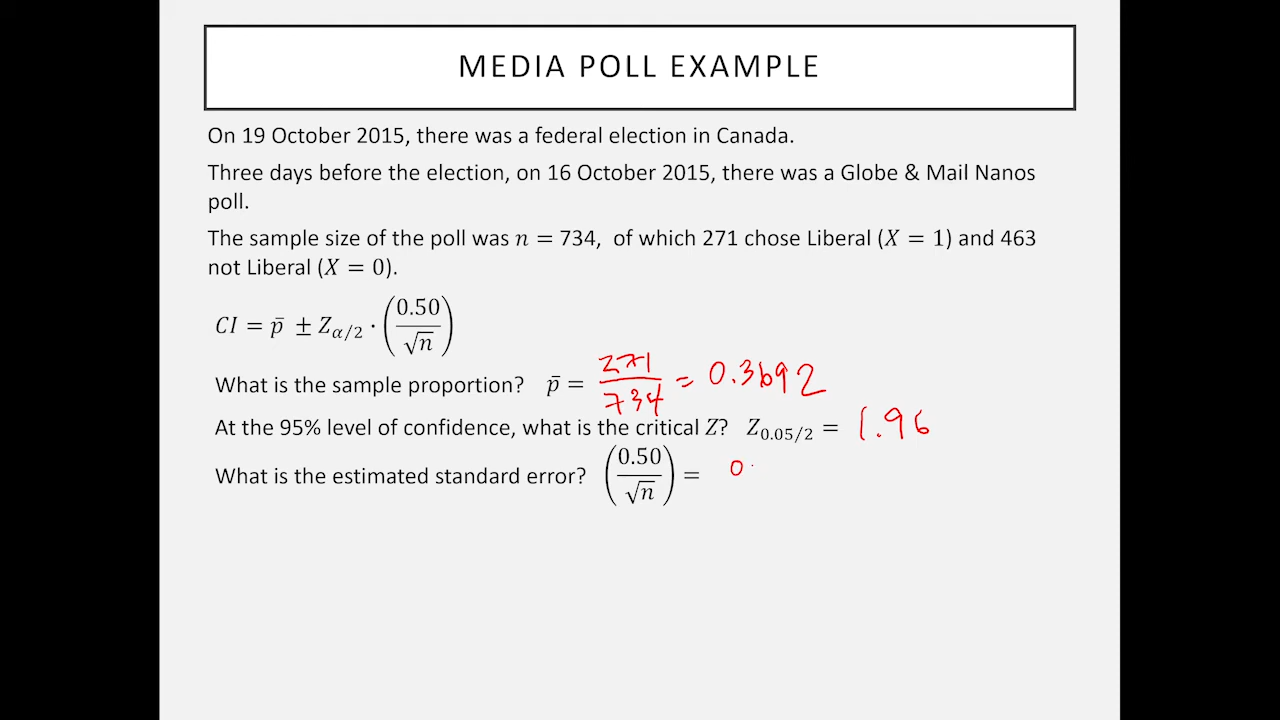 MEDIA POLL EXAMPLE
On 19 October 2015, there was a federal election in Canada.
Three days before the election, on 16 October 2015, there was a Globe & Mail Nanos
poll.
The sample size of the poll was n = 734, of which 271 chose Liberal (X = 1) and 463
not Liberal (X = 0).
CI = p̄ ± Z_{α/2} · (0.50/√n)
What is the sample proportion? p̄ = 271/734 = 0.3692
At the 95% level of confidence, what is the critical Z? Z_{0.05/2} = 1.96
What is the estimated standard error? (0.50/√n) = 0.